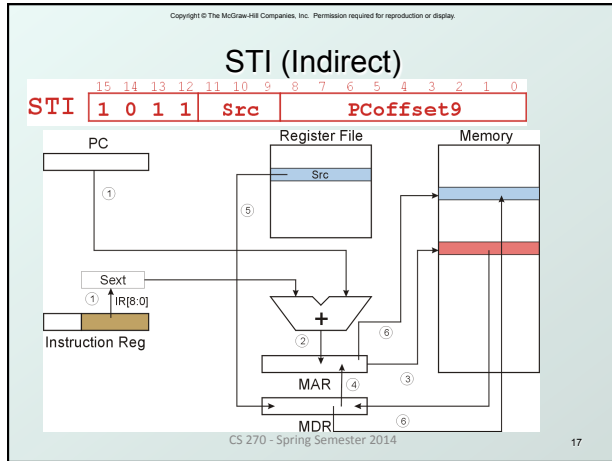 Copyright © The McGraw-Hill Companies, Inc. Permission required for reproduction or display.
STI (Indirect)
15 14 13 12 11 10 9 8 7 6 5 4 3 2 1 0
STI 1 0 1 1 Src PCoffset9
PC Register File Memory
Src
1
5
Sext
1 IR[8:0]
+
6
Instruction Reg
2
3
MAR 4
MDR 6
CS 270 - Spring Semester 2014 17